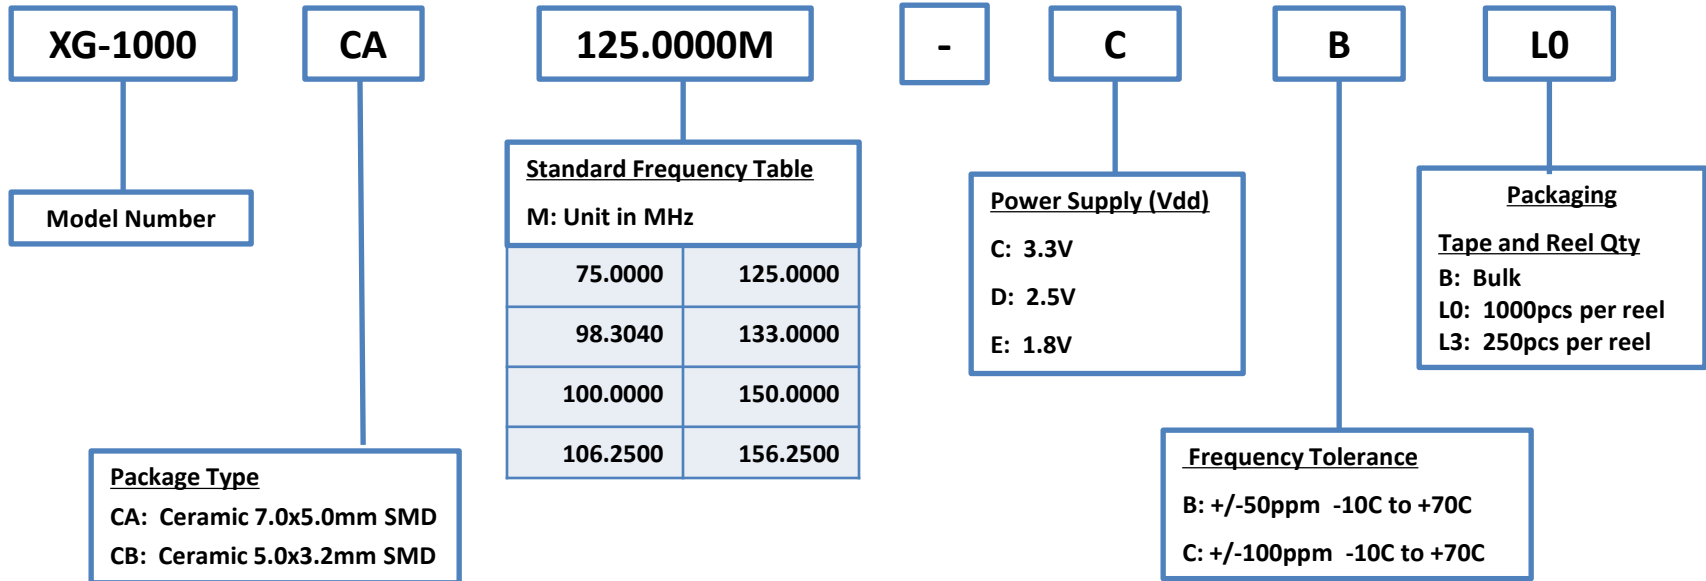 XG-1000 CA 125.0000M - C B L0
Model Number
Package Type
CA: Ceramic 7.0x5.0mm SMD
CB: Ceramic 5.0x3.2mm SMD
Standard Frequency Table
M: Unit in MHz
75.0000 125.0000
98.3040 133.0000
100.0000 150.0000
106.2500 156.2500
Power Supply (Vdd)
C: 3.3V
D: 2.5V
E: 1.8V
Frequency Tolerance
B: +/-50ppm -10C to +70C
C: +/-100ppm -10C to +70C
Packaging
Tape and Reel Qty
B: Bulk
L0: 1000pcs per reel
L3: 250pcs per reel